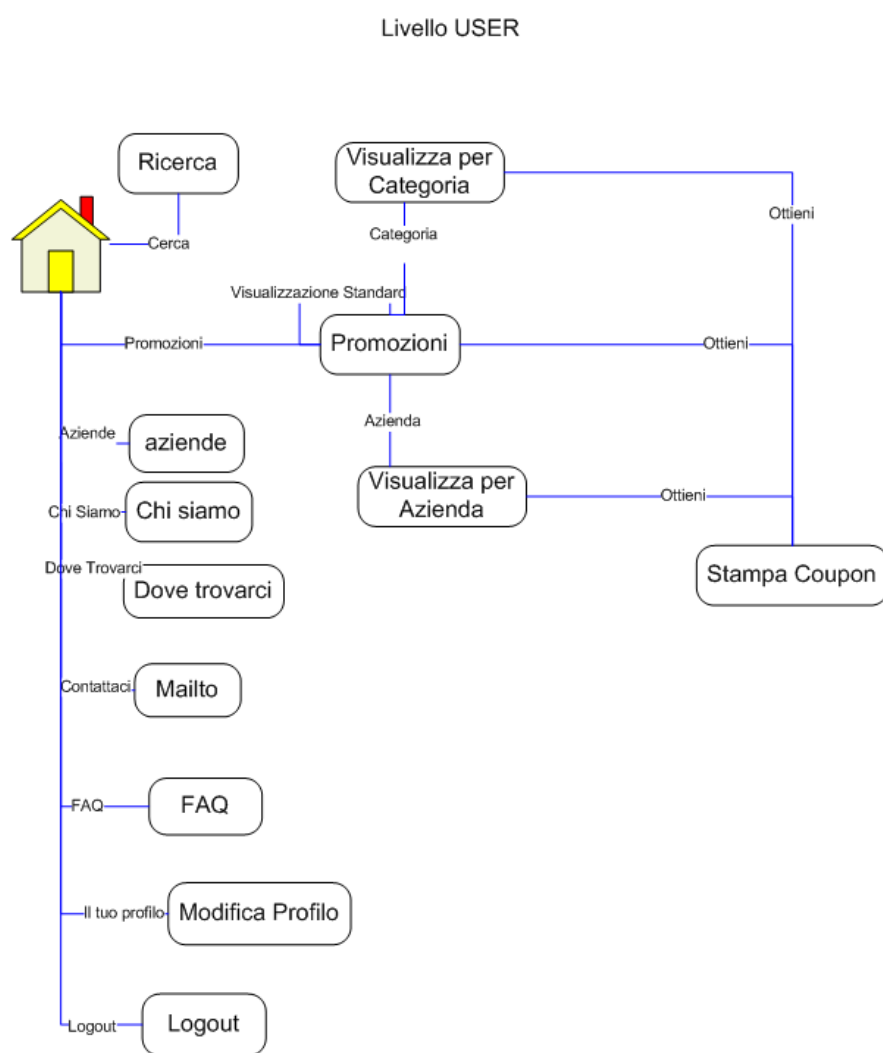 Livello USER
Ricerca
Cerca
Visualizza per
Categoria
Categoria
Ottieni
Visualizzazione Standard
Promozioni
Promozioni
Ottieni
Azienda
Aziende
aziende
Visualizza per
Azienda
Ottieni
Chi Siamo
Chi siamo
Dove Trovarci
Dove trovarci
Stampa Coupon
Contattaci
Mailto
FAQ
FAQ
Il tuo profilo
Modifica Profilo
Logout
Logout